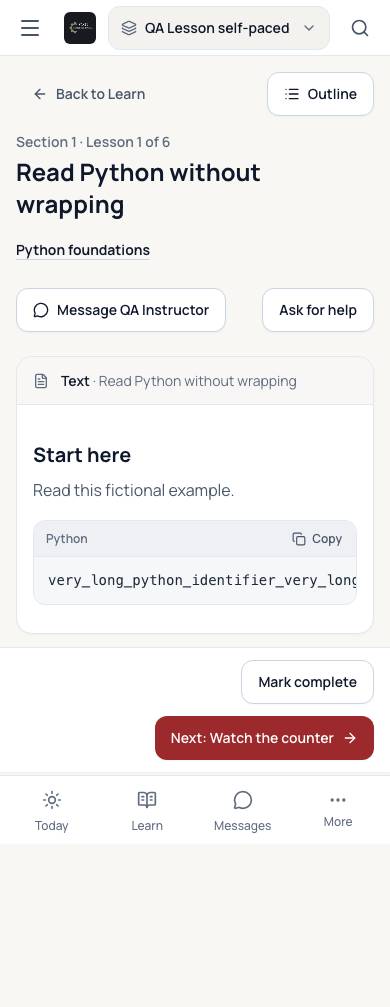 QA Lesson self-paced
Back to Learn
Outline
Section 1 · Lesson 1 of 6
Read Python without
wrapping
Python foundations
Message QA Instructor
Ask for help
Text · Read Python without wrapping
Start here
Read this fictional example.
Python
Copy
very_long_python_identifier_very_long
Mark complete
Next: Watch the counter
Today
Learn
Messages
More